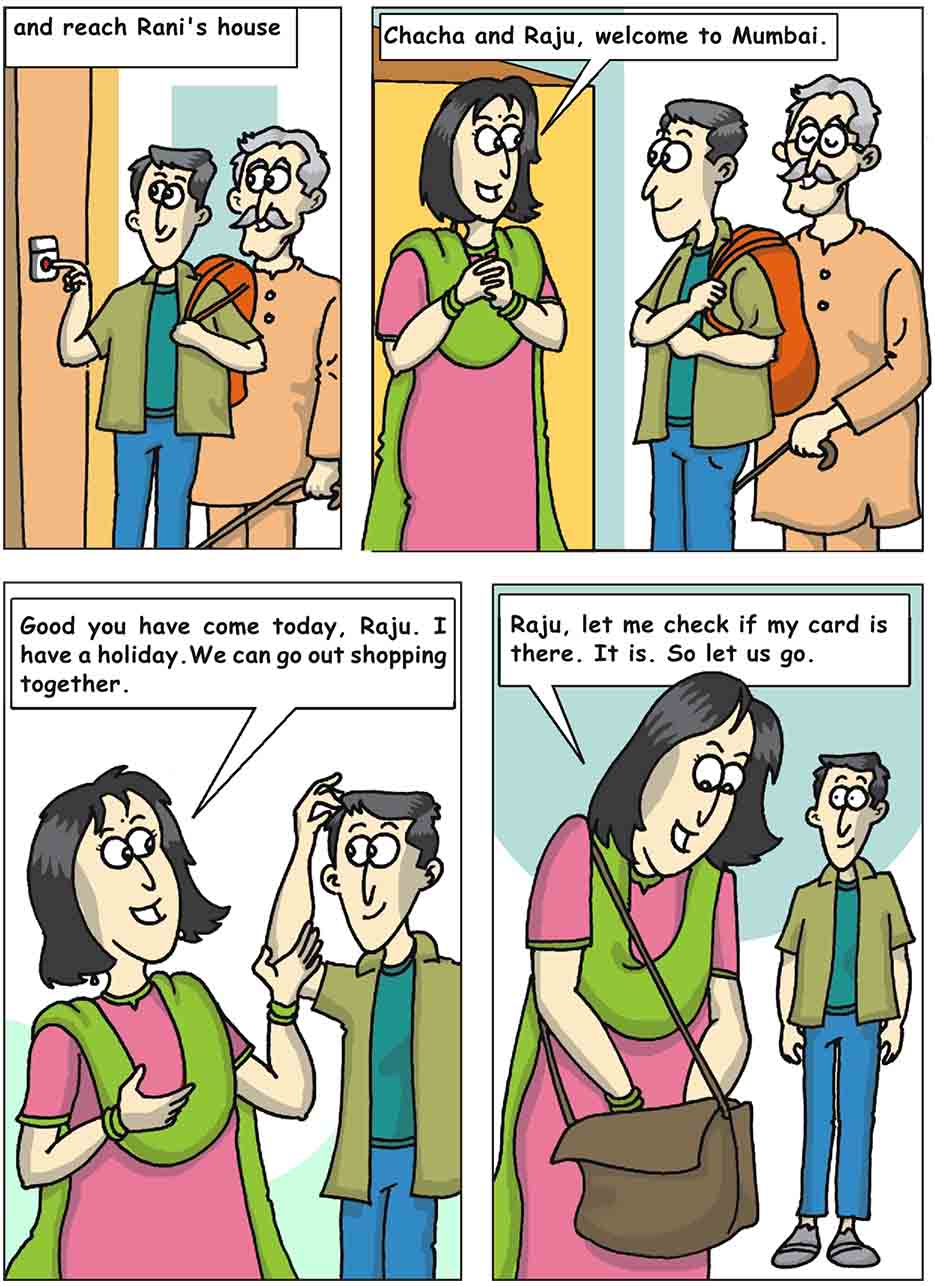 and reach Rani's house
Chacha and Raju, welcome to Mumbai.
Good you have come today, Raju. I
have a holiday.We can go out shopping
together.
Raju, let me check if my card is
there. It is. So let us go.